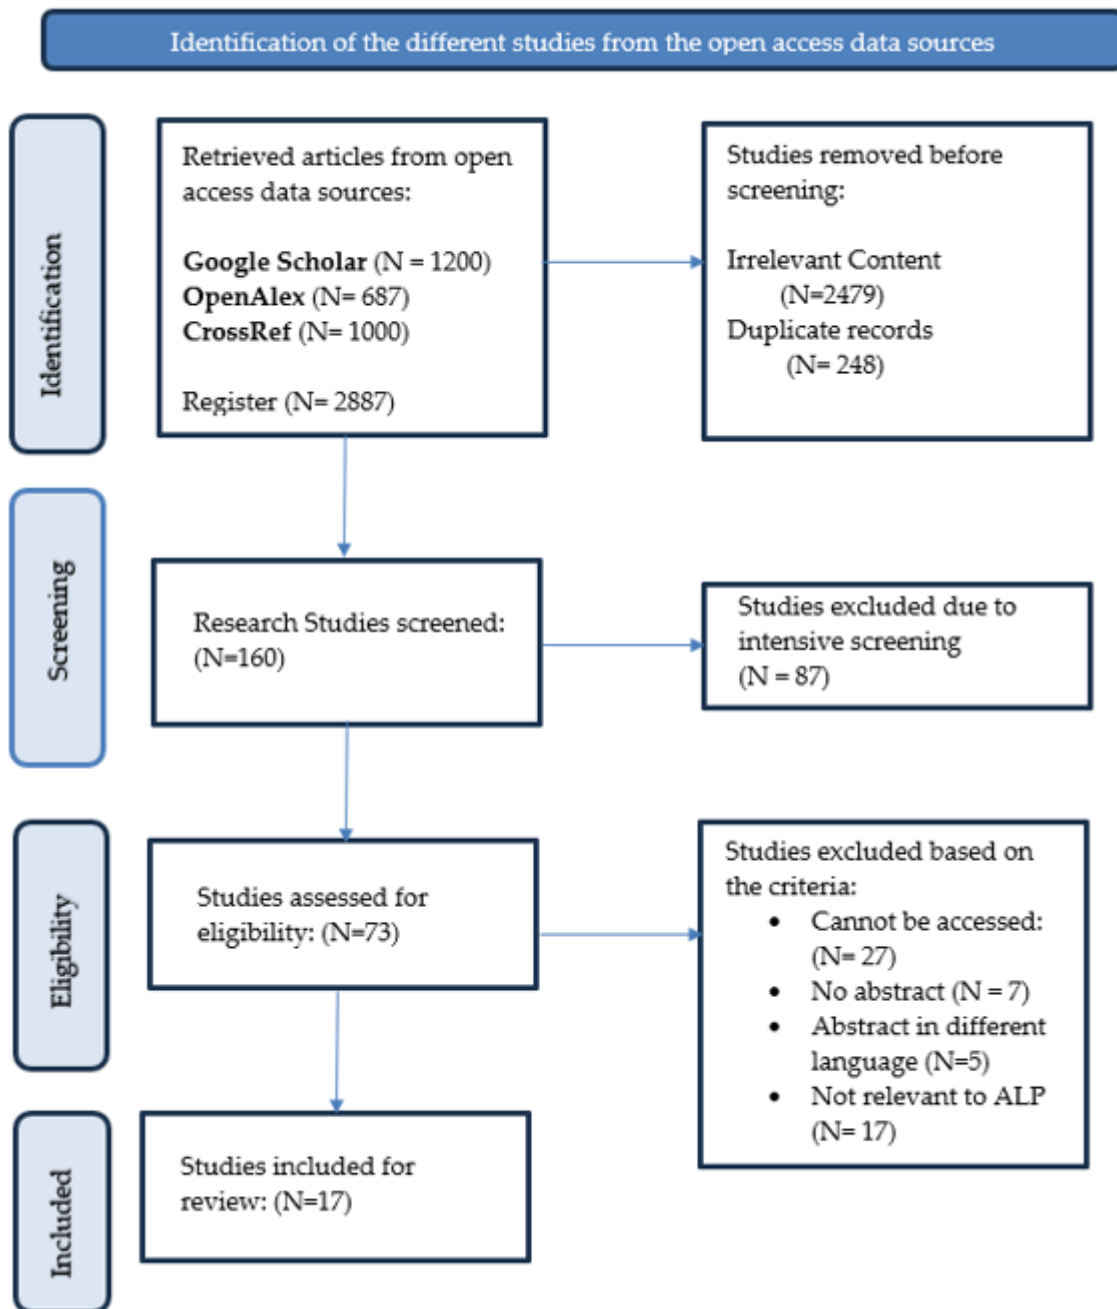 Identification of the different studies from the open access data sources
Identification
Retrieved articles from open
access data sources:
Google Scholar (N = 1200)
OpenAlex (N= 687)
CrossRef (N= 1000)
Register (N= 2887)
Studies removed before
screening:
Irrelevant Content
(N=2479)
Duplicate records
(N= 248)
Screening
Research Studies screened:
(N=160)
Studies excluded due to
intensive screening
(N = 87)
Eligibility
Studies assessed for
eligibility: (N=73)
Studies excluded based on
the criteria:
• Cannot be accessed:
(N= 27)
• No abstract (N = 7)
• Abstract in different
language (N=5)
• Not relevant to ALP
(N= 17)
Included
Studies included for
review: (N=17)